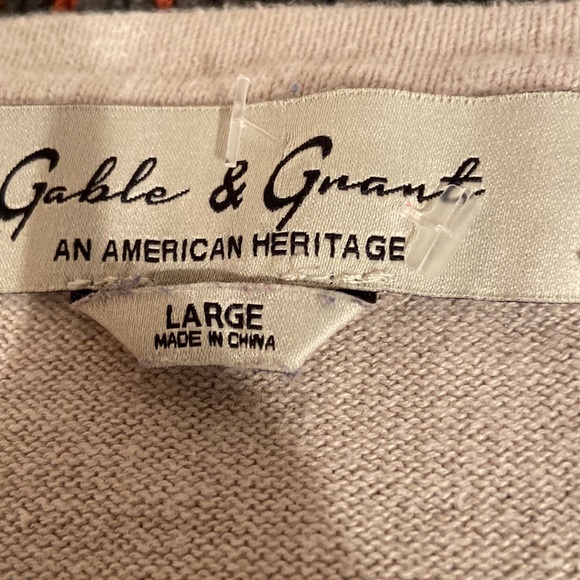 Gable & Grant
AN AMERICAN HERITAGE
LARGE
MADE IN CHINA